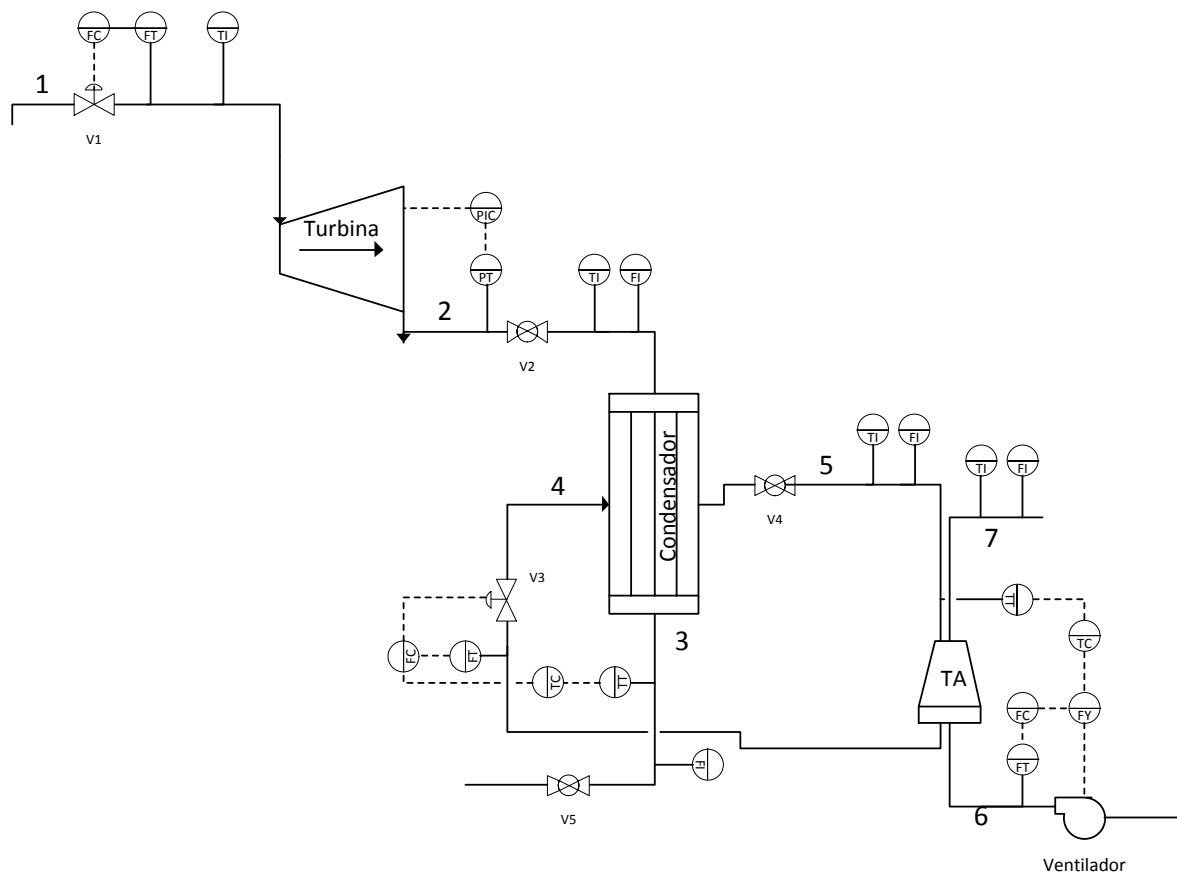 FC
FT
TI
1
V1
Turbina
PIC
PT
TI
FI
2
V2
Condensador
TI
FI
5
TI
FI
4
V4
7
V3
TT
3
TC
FC
FT
TC
TT
TA
FC
FY
FI
FT
V5
6
Ventilador